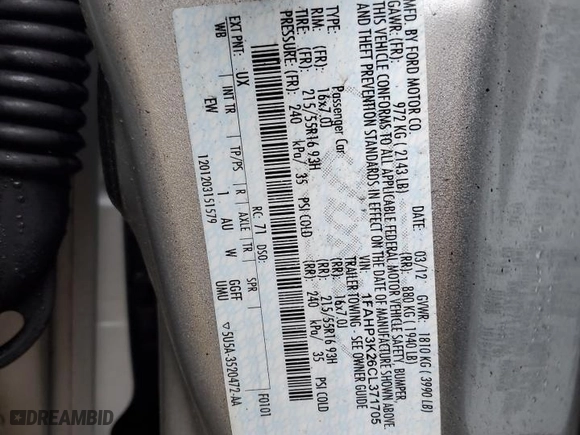 MFD. BY FORD MOTOR CO.
DATE: 03/12 GVWR: 1810 KG ( 3990 LB)
GAWR:(FR): 972 KG ( 2143 LB) (RR): 880 KG ( 1940 LB)
THIS VEHICLE CONFORMS TO ALL APPLICABLE FEDERAL MOTOR VEHICLE SAFETY, BUMPER,
AND THEFT PREVENTION STANDARDS IN EFFECT ON THE DATE OF MANUFACTURE SHOWN ABOVE.
VIN: 1FAHP3K26CL371705
TYPE: Passenger Car TRAILER TOWING - SEE OWNER GUIDE
RIM: (FR): 16x7.0J (RR): 16x7.0J
TIRE: (FR): 215/55R16 93H (RR): 215/55R16 93H
(FR): 240 kPa/ 35 PSI COLD (RR): 240 kPa/ 35 PSI COLD
EXT PNT: UX RC: 71 DSO: F0101
WB INT TR TP/PS R AXLE TR SPR
EW 1 AU W GGFF UMU
1201203151579 ▽5U5A-3520472-AA
©DREAMBID